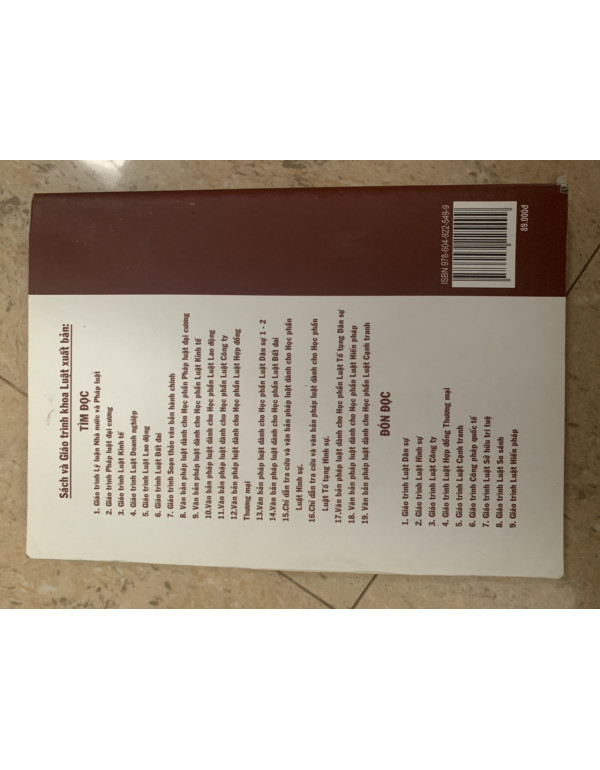 Sách và Giáo trình khoa Luật xuất bản:
TÌM ĐỌC
1. Giáo trình Lý luận Nhà nước và Pháp luật
2. Giáo trình Pháp luật đại cương
3. Giáo trình Luật Kinh tế
4. Giáo trình Luật Doanh nghiệp
5. Giáo trình Luật Lao động
6. Giáo trình Luật Đất đai
7. Giáo trình Soạn thảo văn bản hành chính
8. Văn bản pháp luật dành cho Học phần Pháp luật đại cương
9. Văn bản pháp luật dành cho Học phần Luật Kinh tế
10.Văn bản pháp luật dành cho Học phần Luật Lao động
11.Văn bản pháp luật dành cho Học phần Luật Công ty
12.Văn bản pháp luật dành cho Học phần Luật Hợp đồng
Thương mại
13.Văn bản pháp luật dành cho Học phần Luật Dân sự 1 - 2
14.Văn bản pháp luật dành cho Học phần Luật Đất đai
15.Chỉ dẫn tra cứu và văn bản pháp luật dành cho Học phần
Luật Hình sự.
16.Chỉ dẫn tra cứu và văn bản pháp luật dành cho Học phần
Luật Tố tụng Hình sự.
17.Văn bản pháp luật dành cho Học phần Luật Tố tụng Dân sự
18. Văn bản pháp luật dành cho Học phần Luật Hiến pháp
19. Văn bản pháp luật dành cho Học phần Luật Cạnh tranh
ĐÓN ĐỌC
1. Giáo trình Luật Dân sự
2. Giáo trình Luật Hình sự
3. Giáo trình Luật Công ty
4. Giáo trình Luật Hợp đồng Thương mại
5. Giáo trình Luật Cạnh tranh
6. Giáo trình Công pháp quốc tế
7. Giáo trình Luật Sở hữu trí tuệ
8. Giáo trình Luật So sánh
9. Giáo trình Luật Hiến pháp
ISBN 978-604-922-549-9
89.000đ